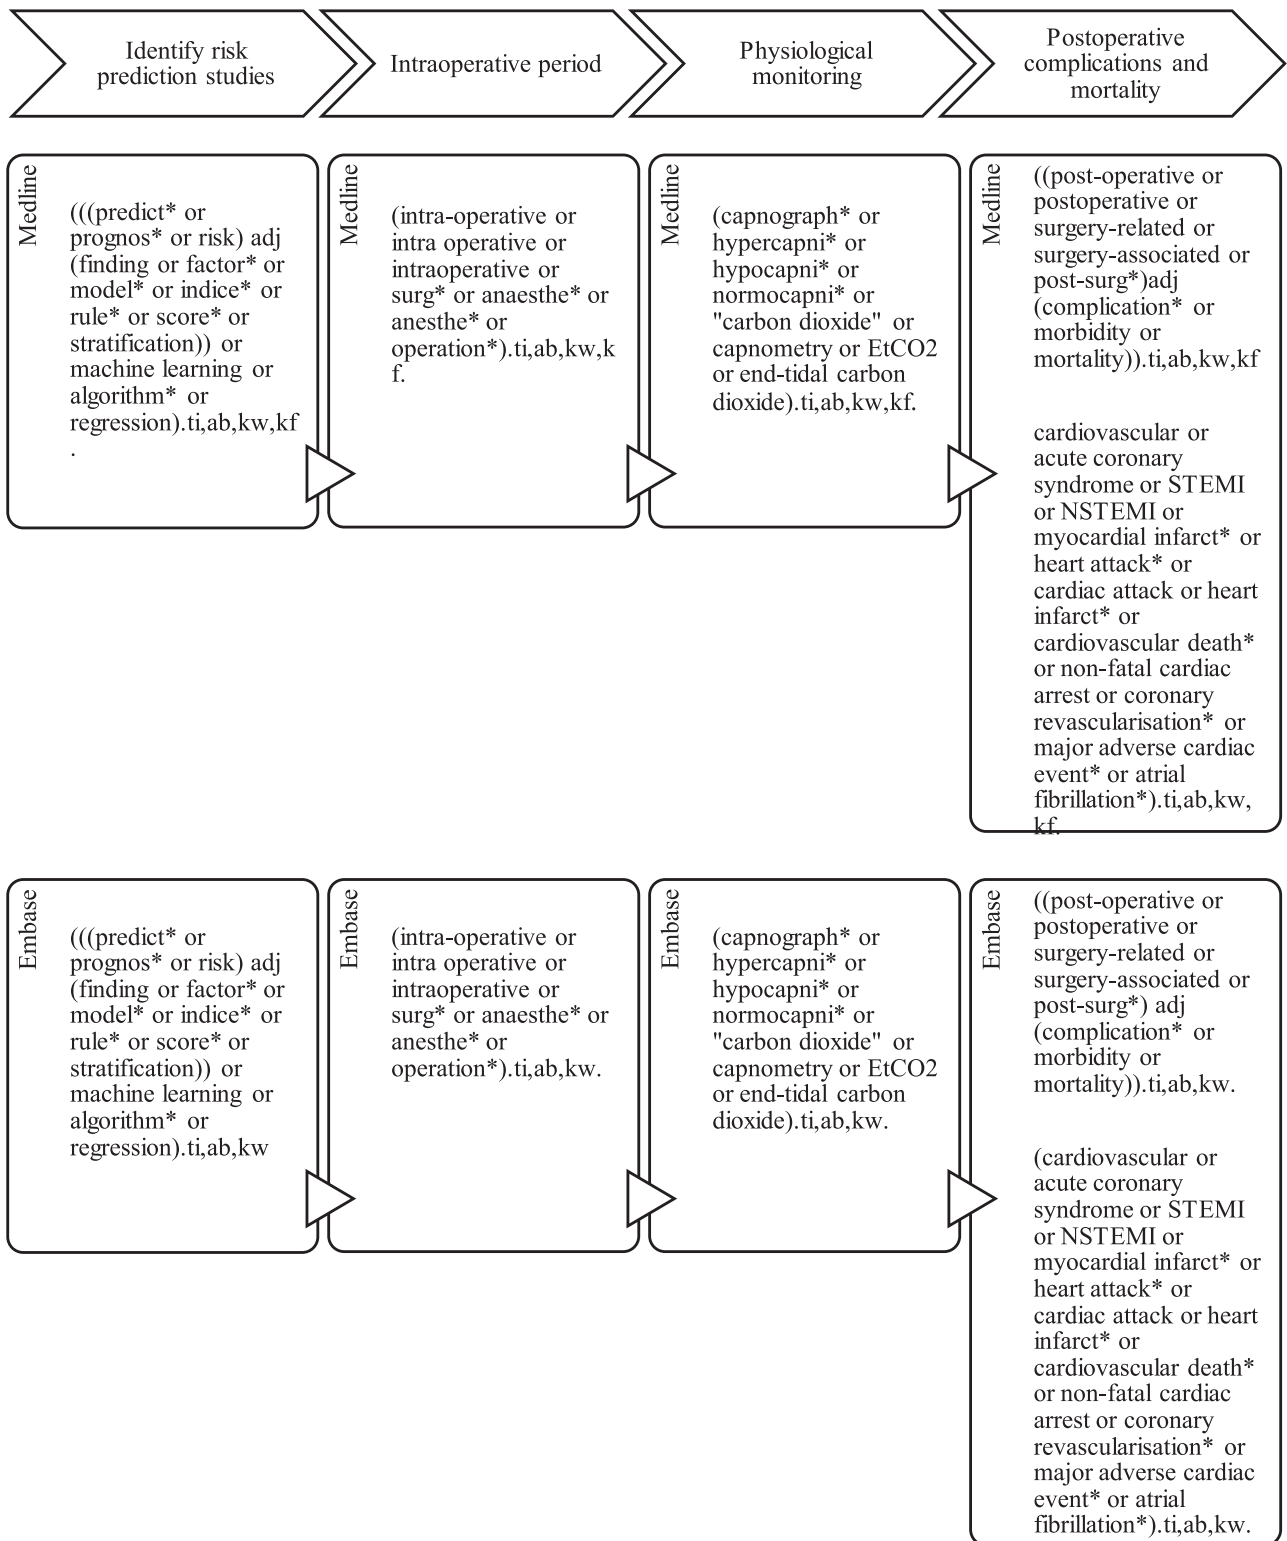 Identify risk
prediction studies
Intraoperative period
Physiological
monitoring
Postoperative
complications and
mortality
Medline
(((predict* or
prognos* or risk) adj
(finding or factor* or
model* or indice* or
rule* or score* or
stratification)) or
machine learning or
algorithm* or
regression).ti,ab,kw,kf
.
Medline
(intra-operative or
intra operative or
intraoperative or
surg* or anaesthe* or
anesthe* or
operation*).ti,ab,kw,k
f.
Medline
(capnograph* or
hypercapni* or
hypocapni* or
normocapni* or
"carbon dioxide" or
capnometry or EtCO2
or end-tidal carbon
dioxide).ti,ab,kw,kf.
Medline
((post-operative or
postoperative or
surgery-related or
surgery-associated or
post-surg*)adj
(complication* or
morbidity or
mortality)).ti,ab,kw,kf
cardiovascular or
acute coronary
syndrome or STEMI
or NSTEMI or
myocardial infarct* or
heart attack* or
cardiac attack or heart
infarct* or
cardiovascular death*
or non-fatal cardiac
arrest or coronary
revascularisation* or
major adverse cardiac
event* or atrial
fibrillation*).ti,ab,kw,
kf.
Embase
(((predict* or
prognos* or risk) adj
(finding or factor* or
model* or indice* or
rule* or score* or
stratification)) or
machine learning or
algorithm* or
regression).ti,ab,kw
Embase
(intra-operative or
intra operative or
intraoperative or
surg* or anaesthe* or
anesthe* or
operation*).ti,ab,kw.
Embase
(capnograph* or
hypercapni* or
hypocapni* or
normocapni* or
"carbon dioxide" or
capnometry or EtCO2
or end-tidal carbon
dioxide).ti,ab,kw.
Embase
((post-operative or
postoperative or
surgery-related or
surgery-associated or
post-surg*) adj
(complication* or
morbidity or
mortality)).ti,ab,kw.
(cardiovascular or
acute coronary
syndrome or STEMI
or NSTEMI or
myocardial infarct* or
heart attack* or
cardiac attack or heart
infarct* or
cardiovascular death*
or non-fatal cardiac
arrest or coronary
revascularisation* or
major adverse cardiac
event* or atrial
fibrillation*).ti,ab,kw.